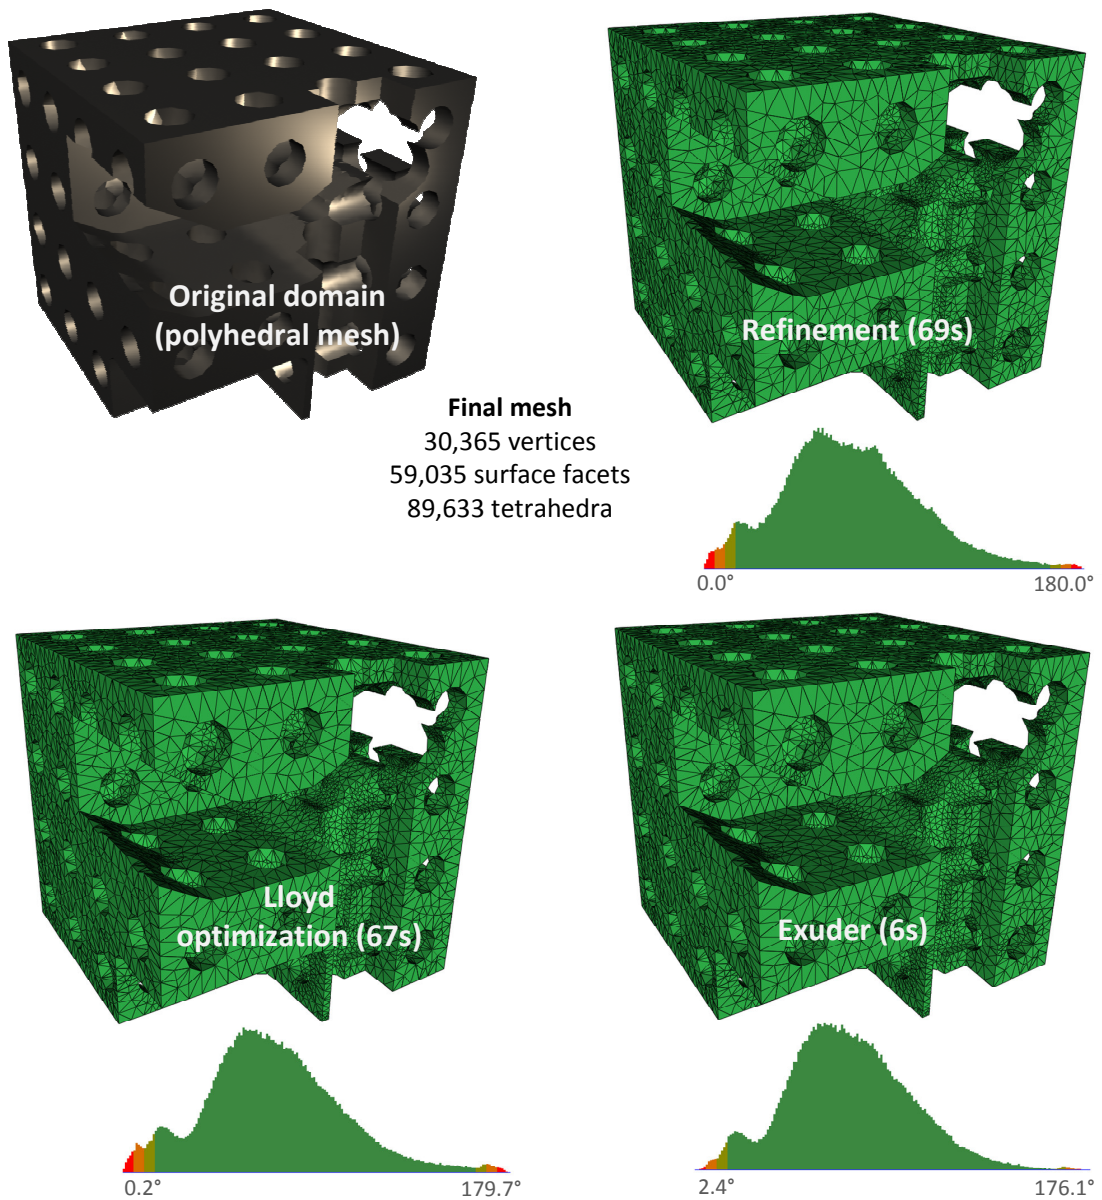 Original domain
(polyhedral mesh)
Refinement (69s)
Final mesh
30,365 vertices
59,035 surface facets
89,633 tetrahedra
0.0°
180.0°
Lloyd
optimization (67s)
Exuder (6s)
0.2°
179.7°
2.4°
176.1°